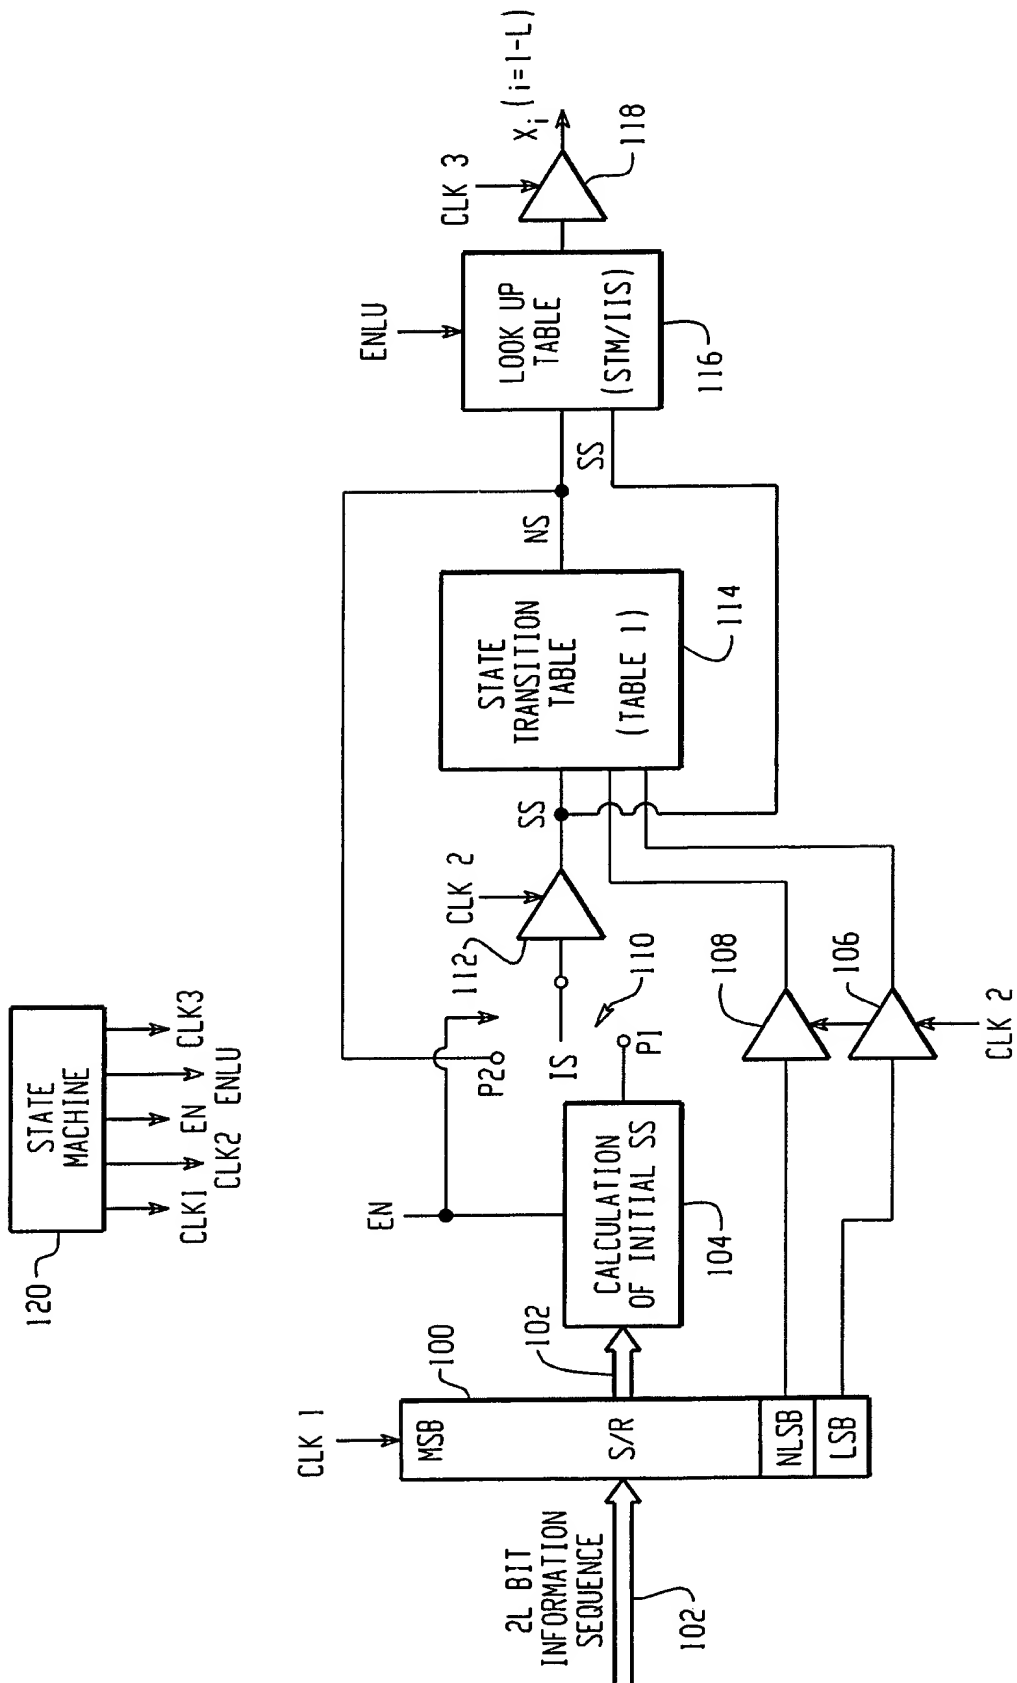 120
STATE
MACHINE
CLK1
CLK2
EN
ENLU
CLK3
2L BIT
INFORMATION
SEQUENCE
102
CLK 1
100
MSB
S/R
NLSB
LSB
102
EN
CALCULATION
OF INITIAL SS
104
P2
IS
P1
110
112
CLK 2
108
106
CLK 2
SS
STATE
TRANSITION
TABLE
(TABLE 1)
114
NS
SS
ENLU
LOOK UP
TABLE
(STM/IIS)
116
CLK 3
118
Xi (i=1-L)